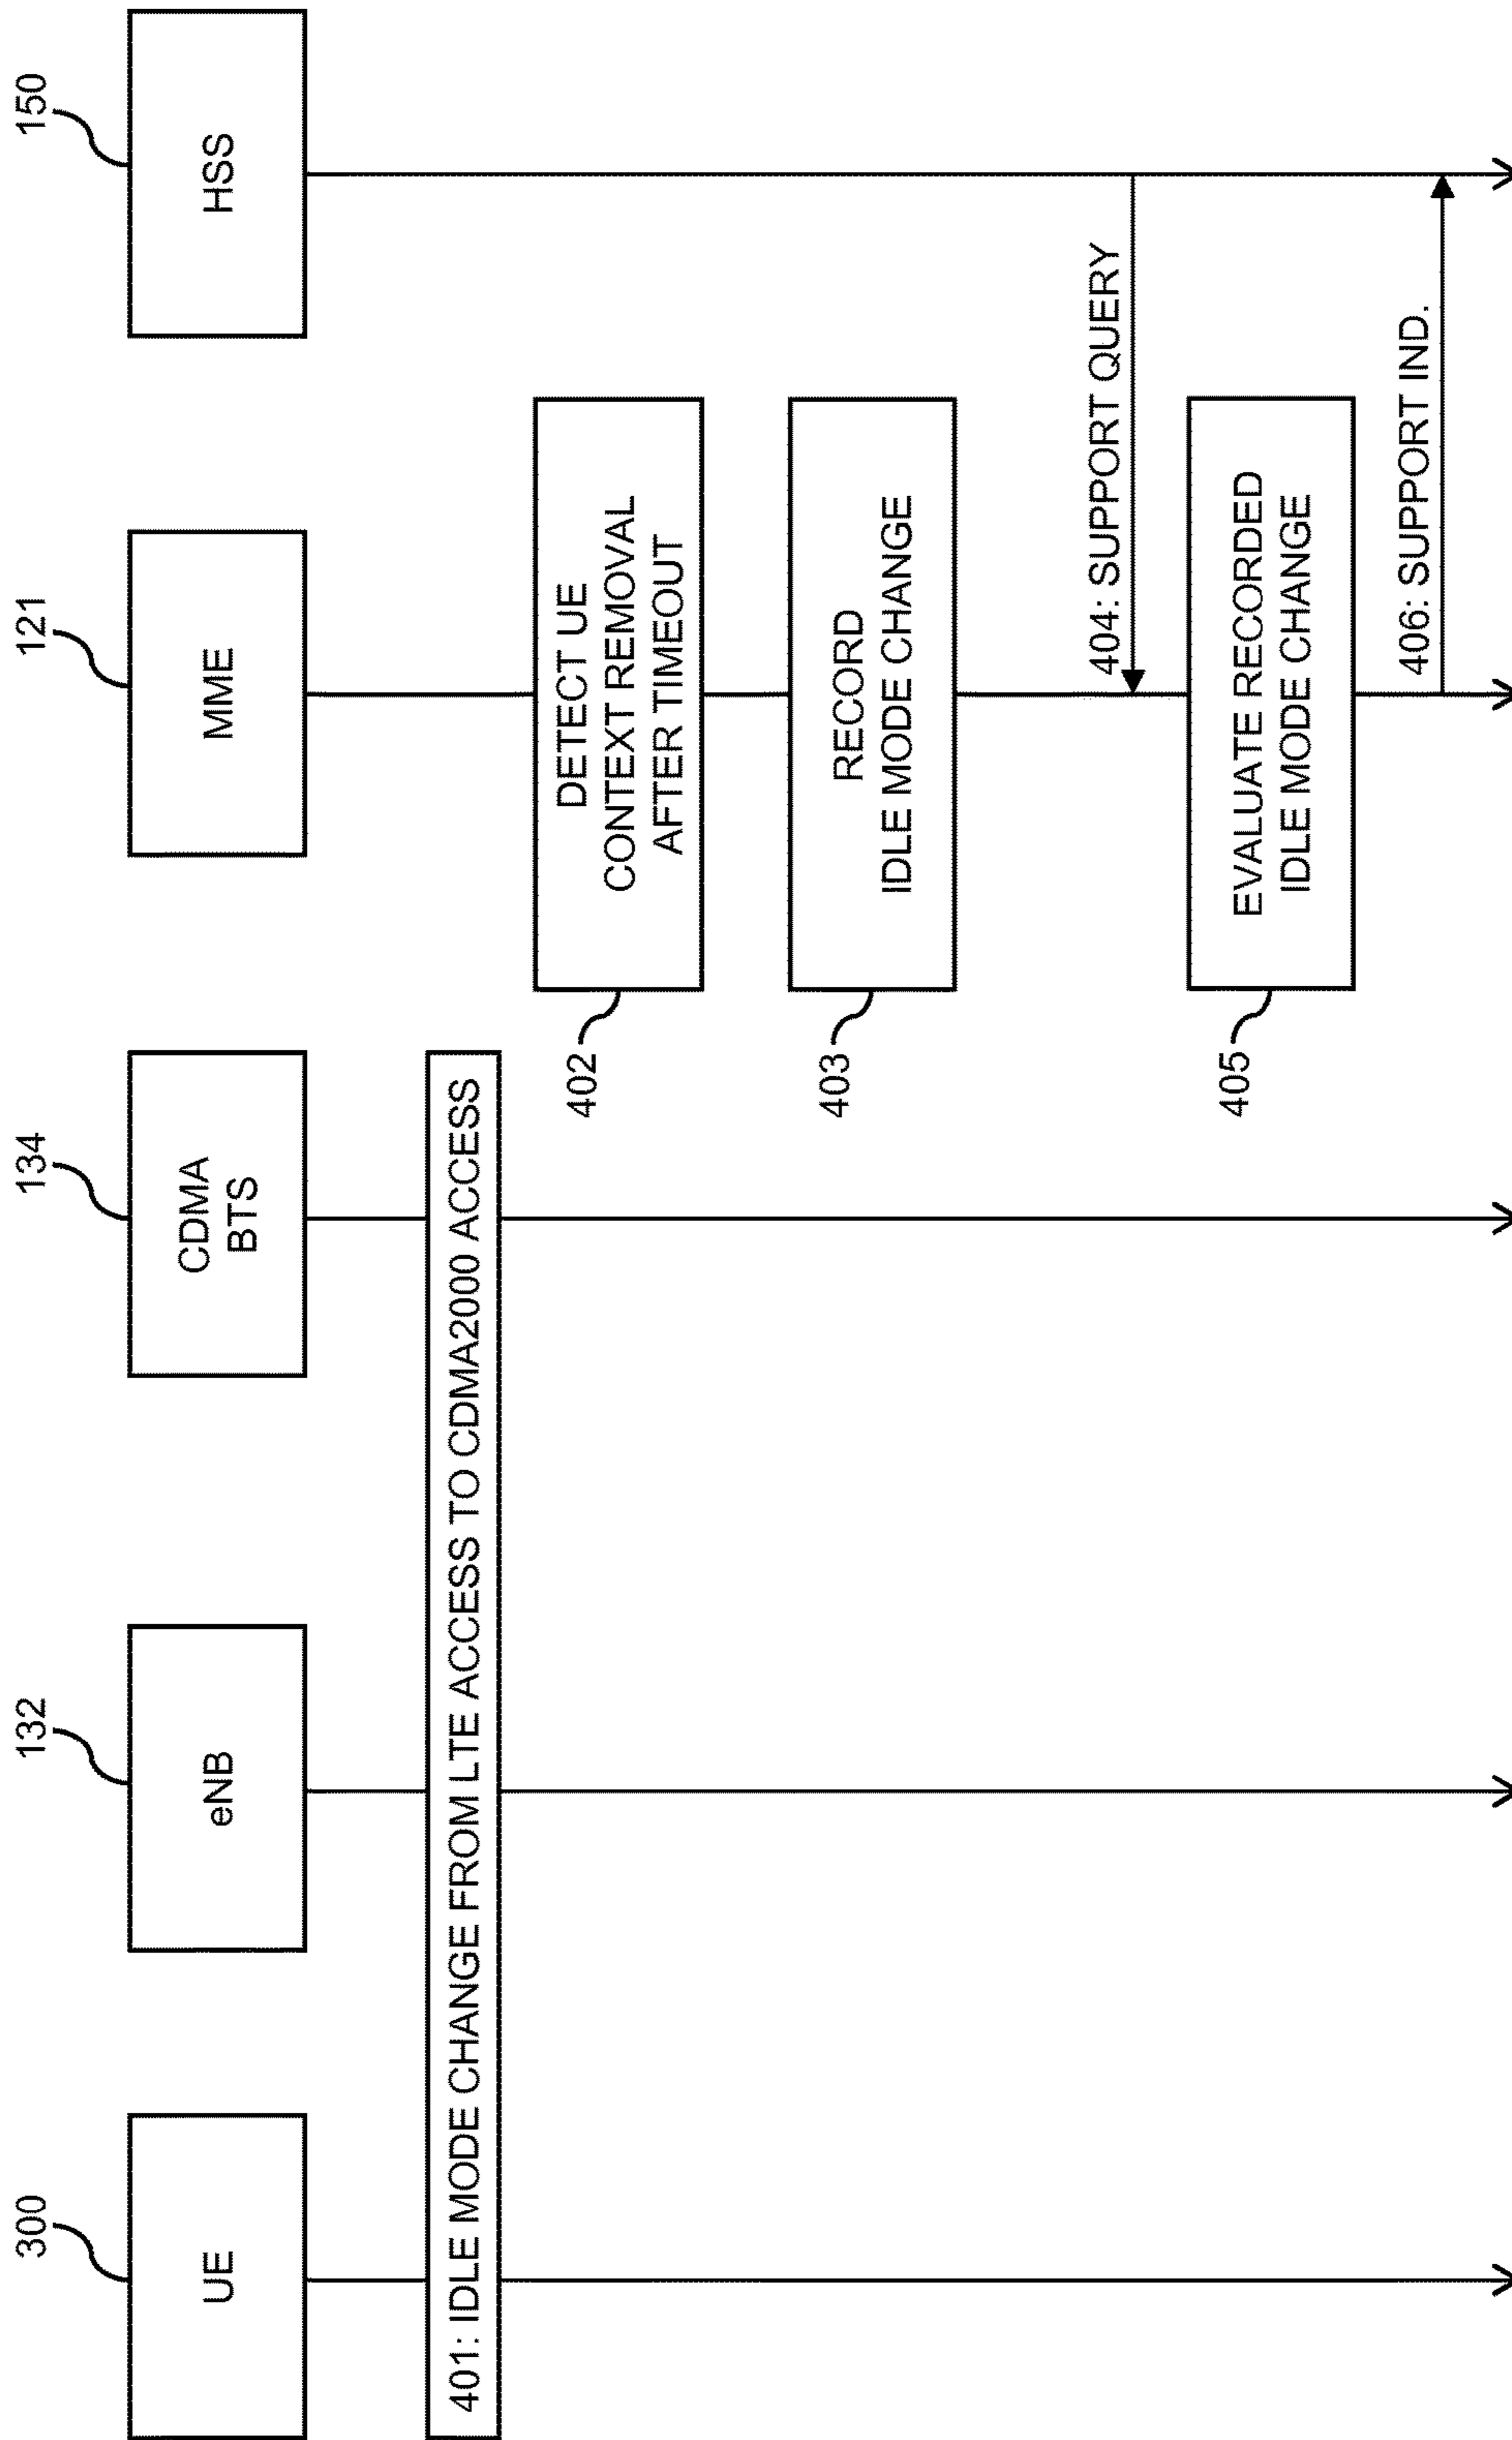 300
132
134
121
150
UE
eNB
CDMA
BTS
MME
HSS
401: IDLE MODE CHANGE FROM LTE ACCESS TO CDMA2000 ACCESS
402
DETECT UE
CONTEXT REMOVAL
AFTER TIMEOUT
403
RECORD
IDLE MODE CHANGE
404: SUPPORT QUERY
405
EVALUATE RECORDED
IDLE MODE CHANGE
406: SUPPORT IND.